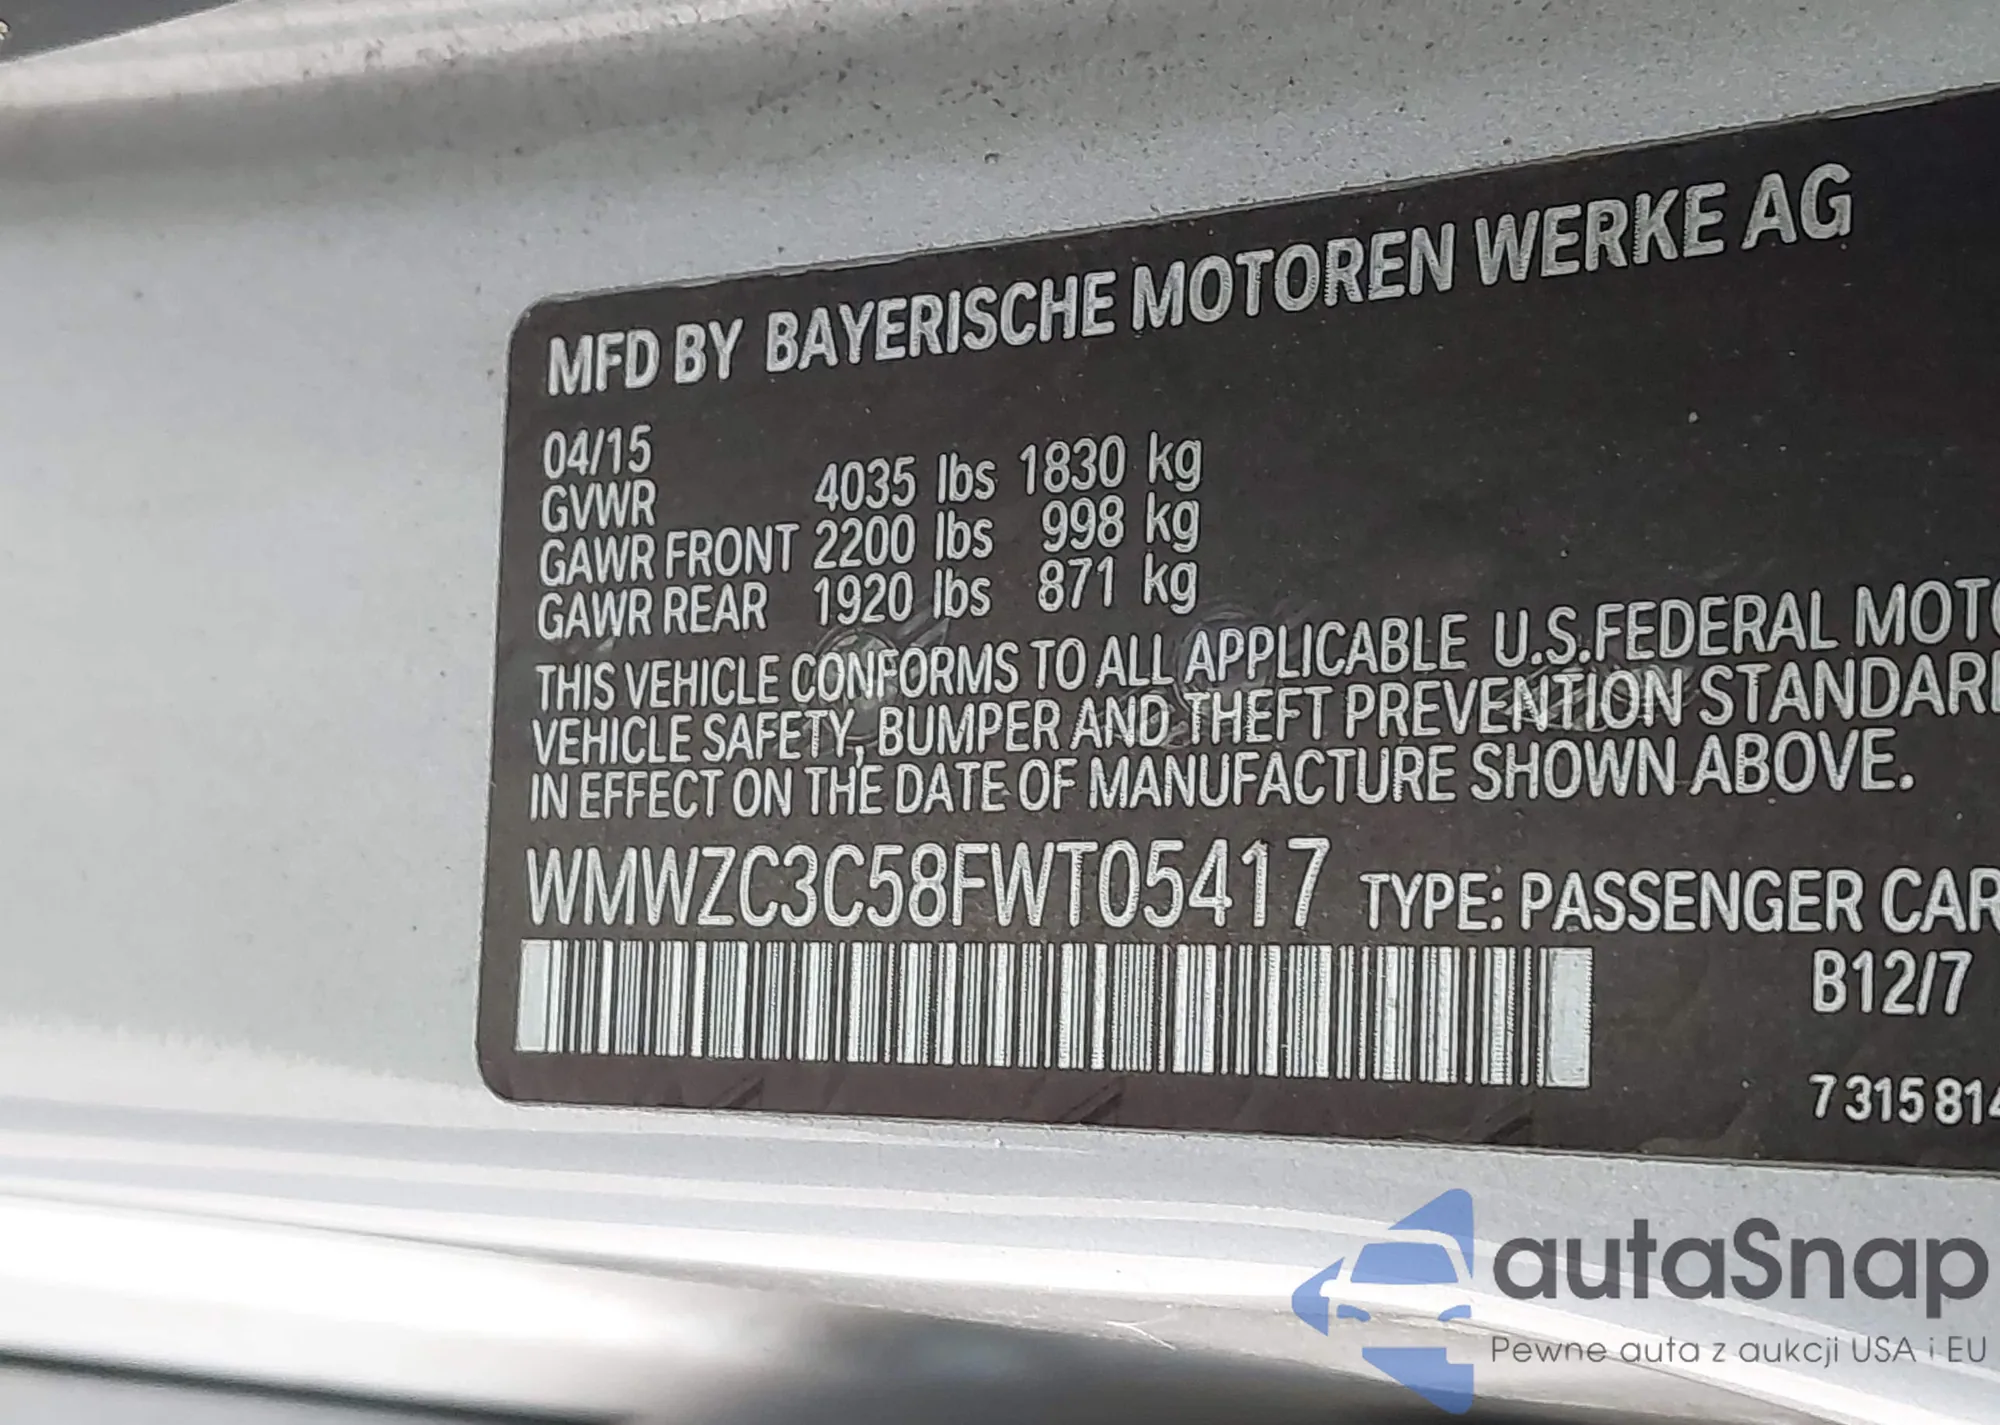 MFD BY BAYERISCHE MOTOREN WERKE AG
04/15
GVWR 4035 lbs 1830 kg
GAWR FRONT 2200 lbs 998 kg
GAWR REAR 1920 lbs 871 kg
THIS VEHICLE CONFORMS TO ALL APPLICABLE U.S.FEDERAL MOTO
VEHICLE SAFETY, BUMPER AND THEFT PREVENTION STANDAR
IN EFFECT ON THE DATE OF MANUFACTURE SHOWN ABOVE.
WMWZC3C58FWT05417 TYPE: PASSENGER CAR
B12/7
7 315 814
autaSnap
Pewne auta z aukcji USA i EU